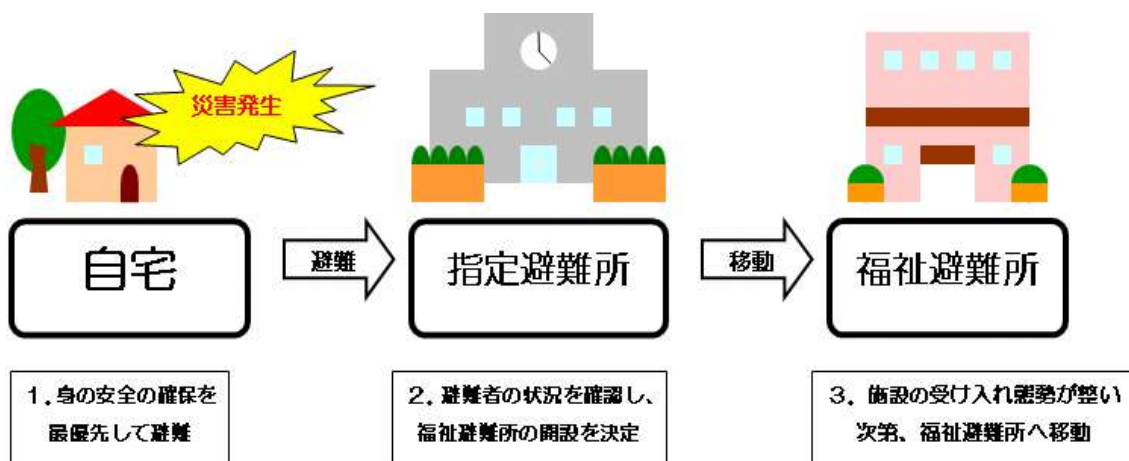 災害発生
自宅
避難
指定避難所
移動
福祉避難所
1.身の安全の確保を
最優先して避難
2.避難者の状況を確認し、
福祉避難所の開設を決定
3.施設の受け入れ態勢が整い
次第、福祉避難所へ移動